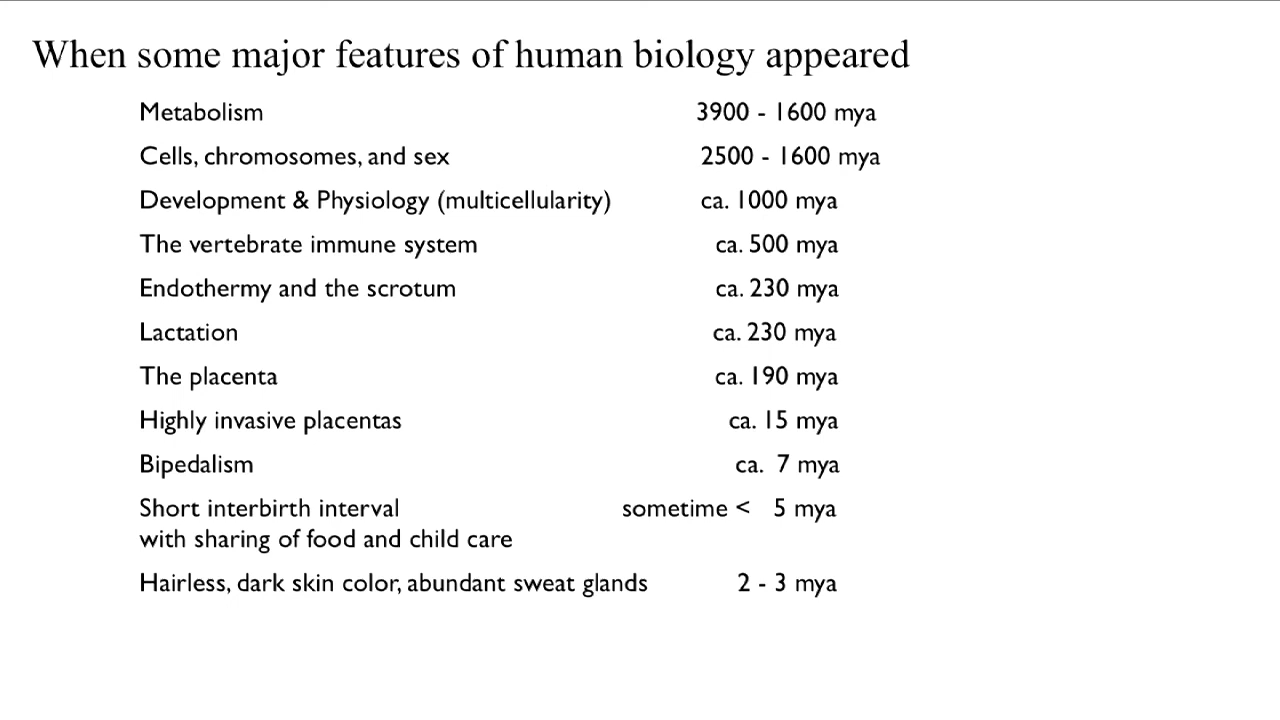 When some major features of human biology appeared
Metabolism 3900 - 1600 mya
Cells, chromosomes, and sex 2500 - 1600 mya
Development & Physiology (multicellularity) ca. 1000 mya
The vertebrate immune system ca. 500 mya
Endothermy and the scrotum ca. 230 mya
Lactation ca. 230 mya
The placenta ca. 190 mya
Highly invasive placentas ca. 15 mya
Bipedalism ca. 7 mya
Short interbirth interval sometime < 5 mya
with sharing of food and child care
Hairless, dark skin color, abundant sweat glands 2 - 3 mya